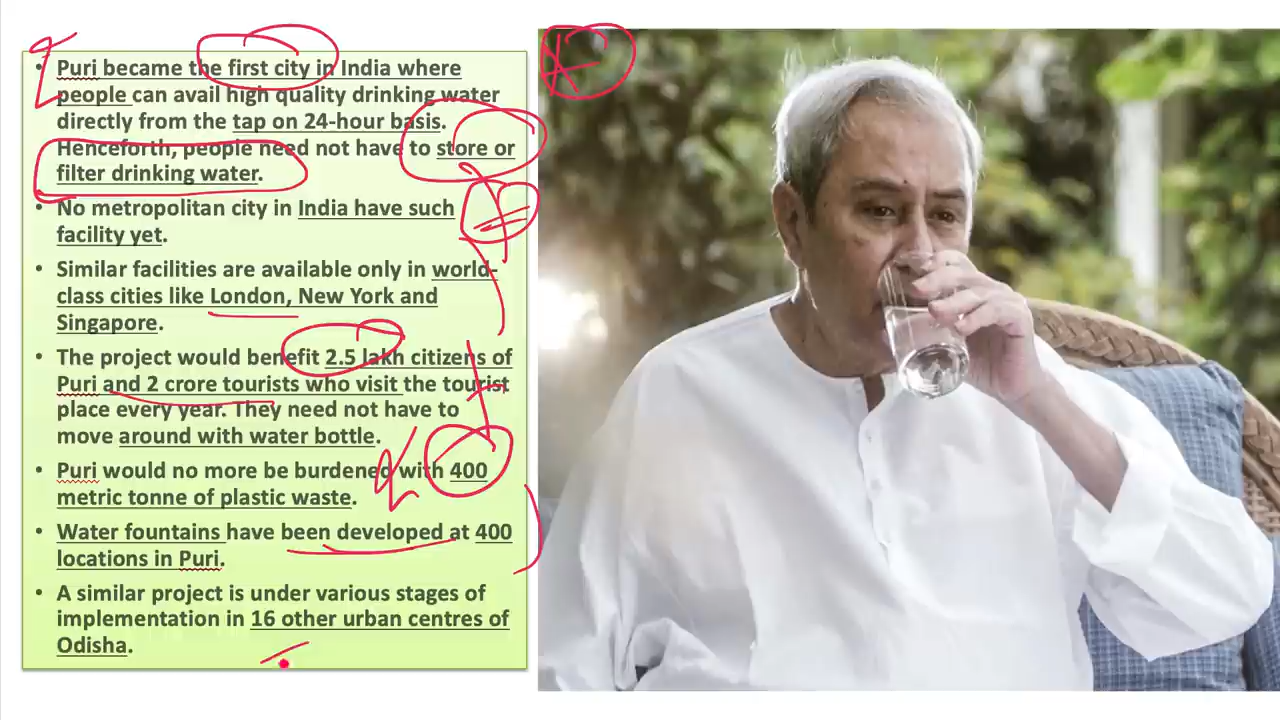 • Puri became the first city in India where
people can avail high quality drinking water
directly from the tap on 24-hour basis.
Henceforth, people need not have to store or
filter drinking water.
• No metropolitan city in India have such
facility yet.
• Similar facilities are available only in world-
class cities like London, New York and
Singapore.
• The project would benefit 2.5 lakh citizens of
Puri and 2 crore tourists who visit the tourist
place every year. They need not have to
move around with water bottle.
• Puri would no more be burdened with 400
metric tonne of plastic waste.
• Water fountains have been developed at 400
locations in Puri.
• A similar project is under various stages of
implementation in 16 other urban centres of
Odisha.